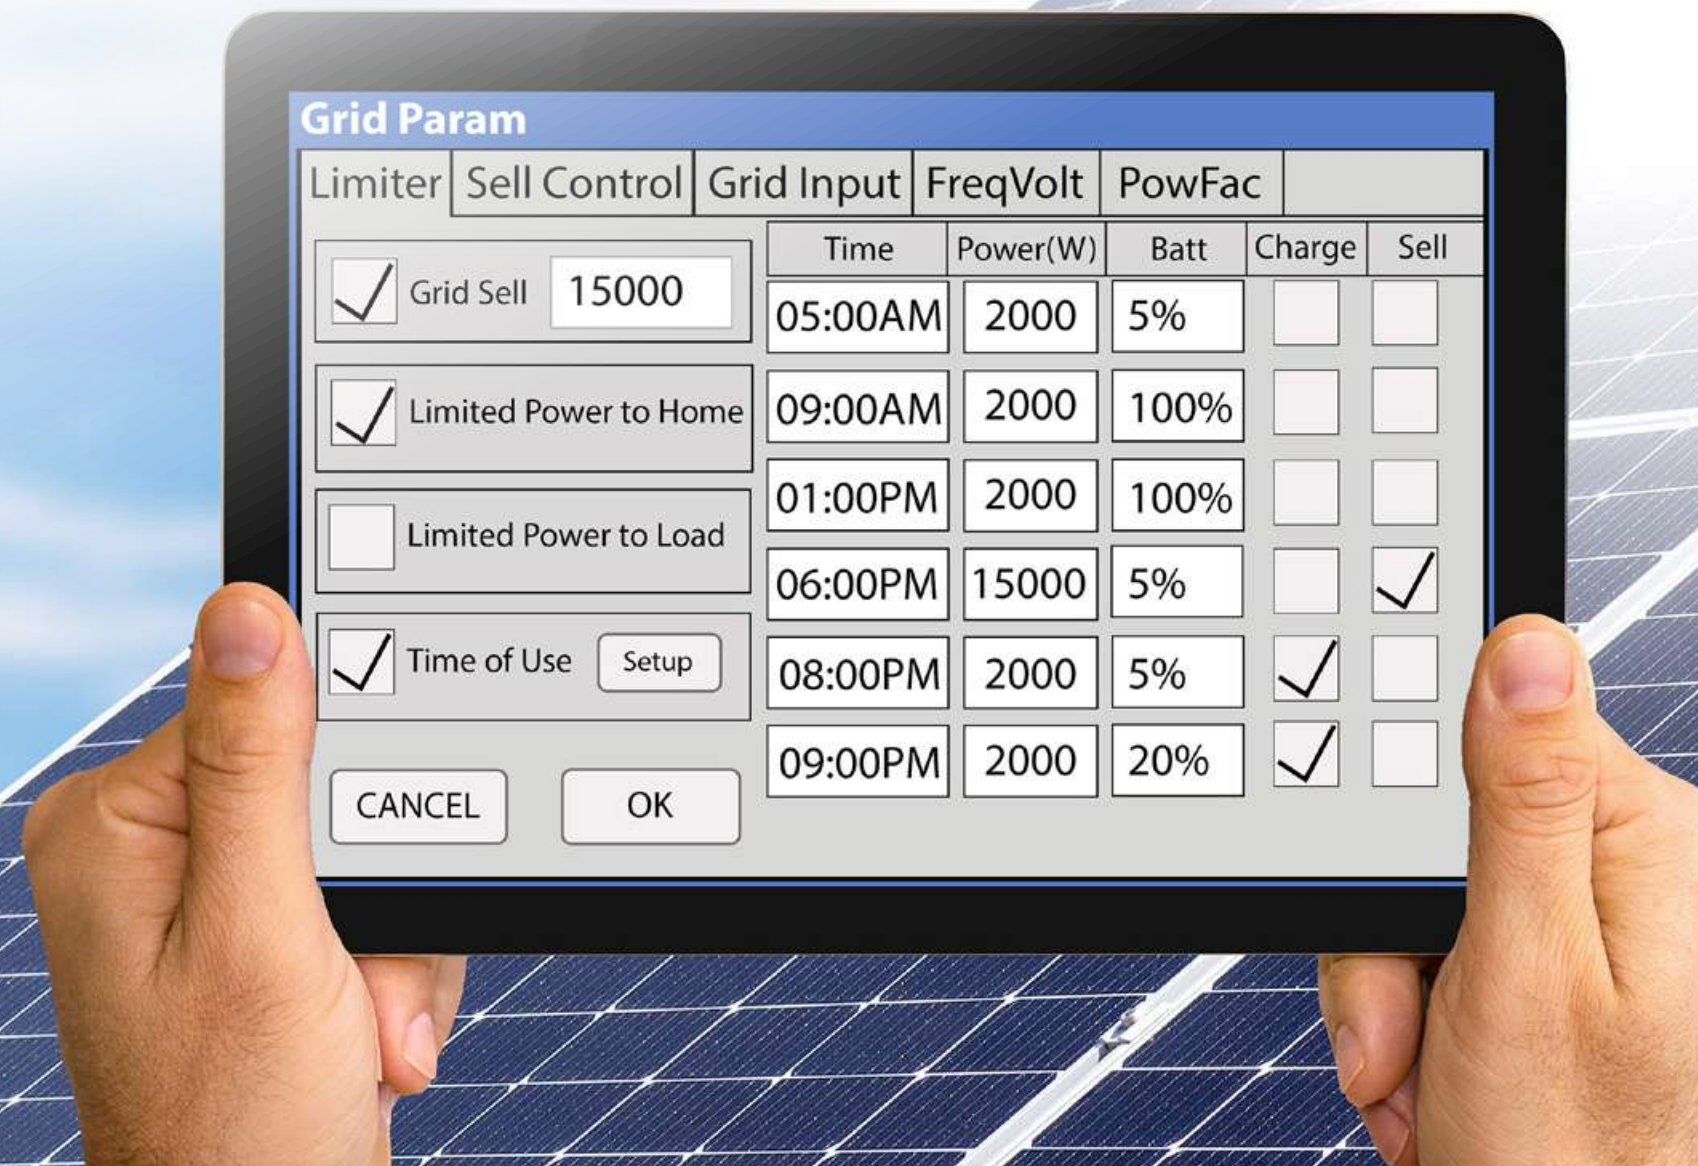 Grid Param
Limiter Sell Control Grid Input FreqVolt PowFac
Grid Sell 15000
Limited Power to Home
Limited Power to Load
Time of Use Setup
CANCEL OK
Time Power(W) Batt Charge Sell
05:00AM 2000 5%
09:00AM 2000 100%
01:00PM 2000 100%
06:00PM 15000 5%
08:00PM 2000 5%
09:00PM 2000 20%